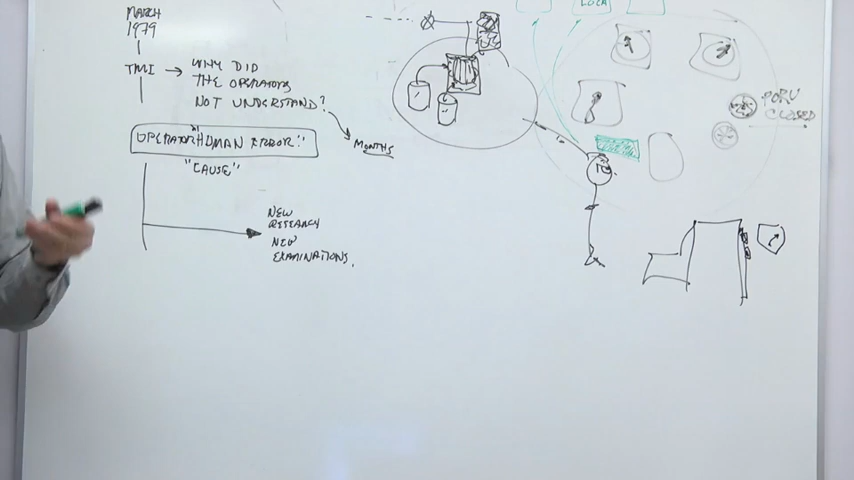 MARCH
1979
TMI → WHY DID
THE OPERATORS
NOT UNDERSTAND?
MONTHS
OPERATOR "HUMAN ERROR"
"CAUSE"
NEW
RESEARCH
NEW
EXAMINATIONS.
LOCA
PORV
CLOSED